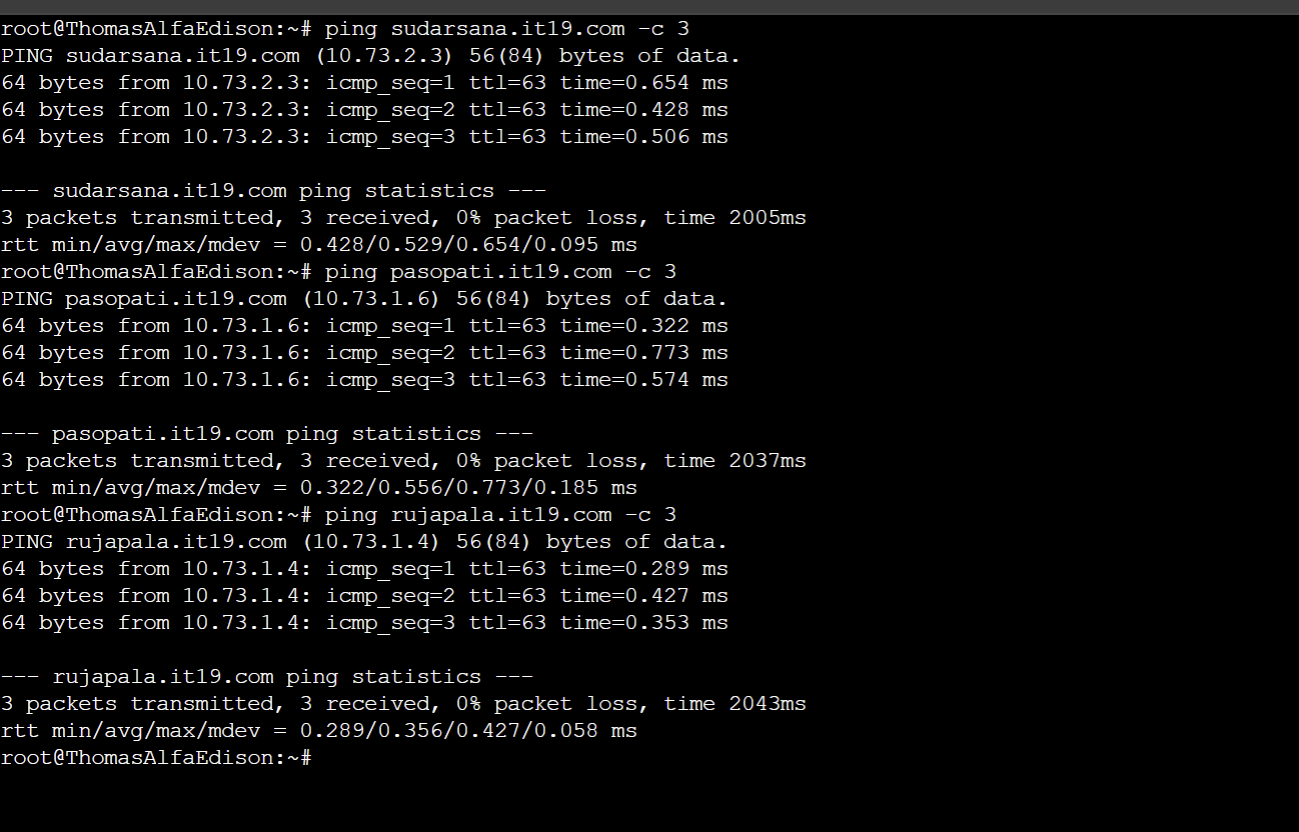 root@ThomasAlfaEdison:~# ping sudarsana.it19.com -c 3
PING sudarsana.it19.com (10.73.2.3) 56(84) bytes of data.
64 bytes from 10.73.2.3: icmp_seq=1 ttl=63 time=0.654 ms
64 bytes from 10.73.2.3: icmp_seq=2 ttl=63 time=0.428 ms
64 bytes from 10.73.2.3: icmp_seq=3 ttl=63 time=0.506 ms

--- sudarsana.it19.com ping statistics ---
3 packets transmitted, 3 received, 0% packet loss, time 2005ms
rtt min/avg/max/mdev = 0.428/0.529/0.654/0.095 ms
root@ThomasAlfaEdison:~# ping pasopati.it19.com -c 3
PING pasopati.it19.com (10.73.1.6) 56(84) bytes of data.
64 bytes from 10.73.1.6: icmp_seq=1 ttl=63 time=0.322 ms
64 bytes from 10.73.1.6: icmp_seq=2 ttl=63 time=0.773 ms
64 bytes from 10.73.1.6: icmp_seq=3 ttl=63 time=0.574 ms

--- pasopati.it19.com ping statistics ---
3 packets transmitted, 3 received, 0% packet loss, time 2037ms
rtt min/avg/max/mdev = 0.322/0.556/0.773/0.185 ms
root@ThomasAlfaEdison:~# ping rujapala.it19.com -c 3
PING rujapala.it19.com (10.73.1.4) 56(84) bytes of data.
64 bytes from 10.73.1.4: icmp_seq=1 ttl=63 time=0.289 ms
64 bytes from 10.73.1.4: icmp_seq=2 ttl=63 time=0.427 ms
64 bytes from 10.73.1.4: icmp_seq=3 ttl=63 time=0.353 ms

--- rujapala.it19.com ping statistics ---
3 packets transmitted, 3 received, 0% packet loss, time 2043ms
rtt min/avg/max/mdev = 0.289/0.356/0.427/0.058 ms
root@ThomasAlfaEdison:~#